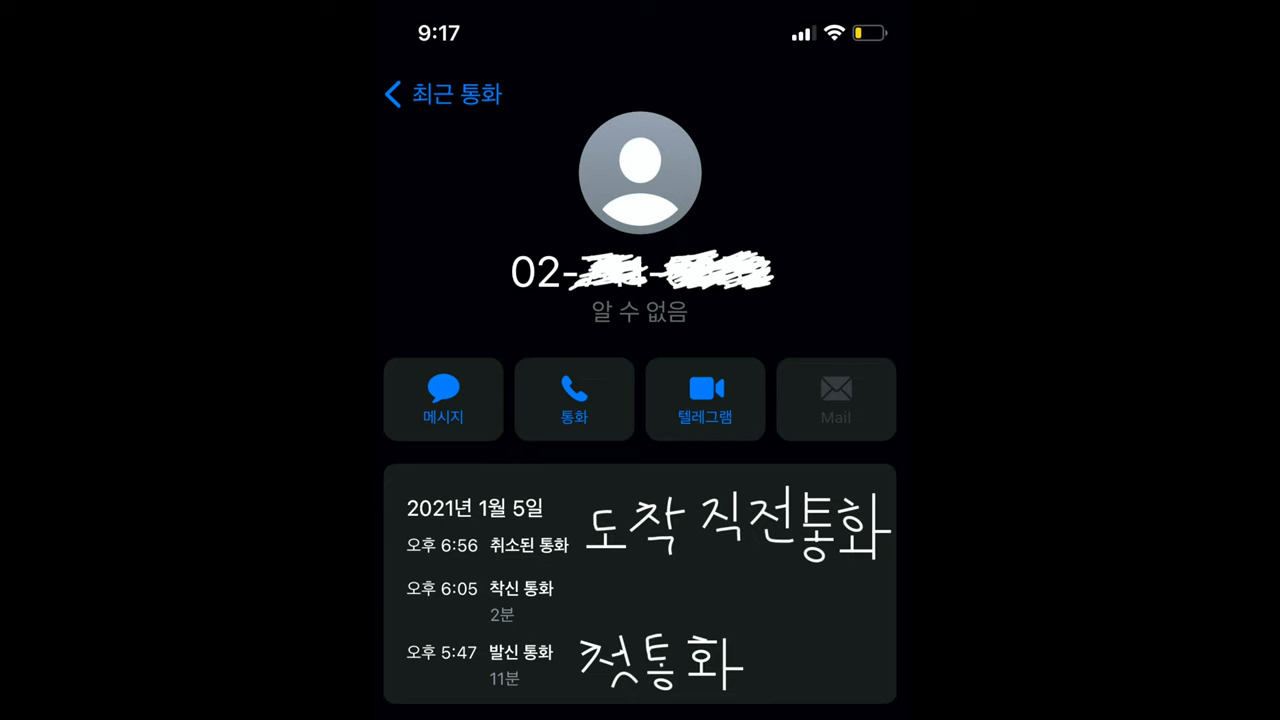 9:17
최근 통화
02-
알 수 없음
메시지 통화 텔레그램 Mail
2021년 1월 5일
오후 6:56 취소된 통화 도착 직전통화
오후 6:05 착신 통화
2분
오후 5:47 발신 통화 첫통화
11분